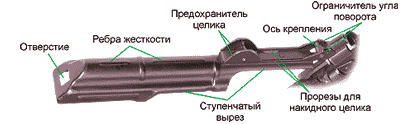 Ограничитель угла
поворота
Предохранитель
целика
Ось крепления
Ребра жесткости
Отверстие
Ступенчатый
вырез
Прорезы для
накидного целика